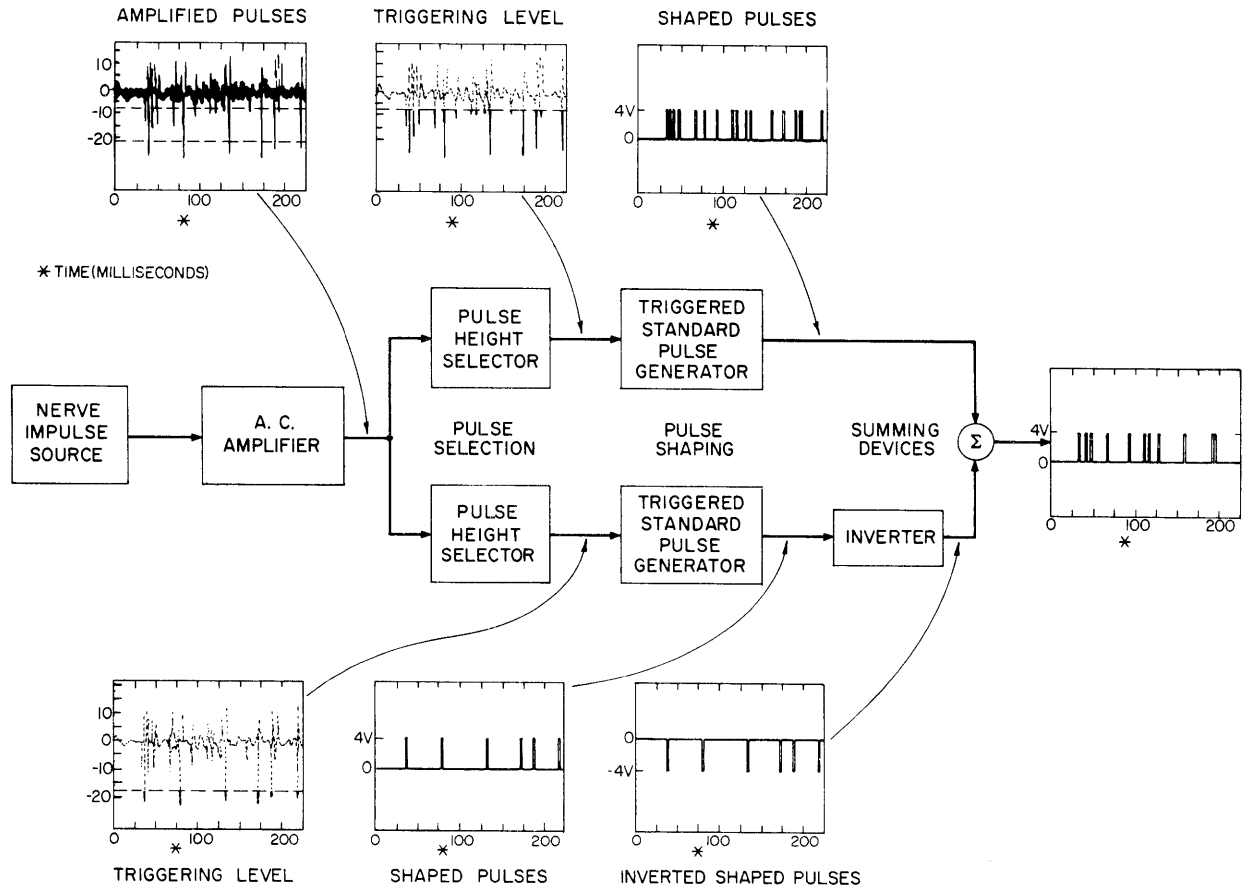 AMPLIFIED PULSES
TRIGGERING LEVEL
SHAPED PULSES
10
0
-10
-20
0 100 200
*
0 100 200
*
4V
0
0 100 200
*
* TIME (MILLISECONDS)
NERVE
IMPULSE
SOURCE
A. C.
AMPLIFIER
PULSE
HEIGHT
SELECTOR
TRIGGERED
STANDARD
PULSE
GENERATOR
PULSE
SELECTION
PULSE
SHAPING
SUMMING
DEVICES
Σ
4V
0
0 100 200
*
PULSE
HEIGHT
SELECTOR
TRIGGERED
STANDARD
PULSE
GENERATOR
INVERTER
10
0
-10
-20
0 100 200
*
TRIGGERING LEVEL
4V
0
0 100 200
*
SHAPED PULSES
0
-4V
0 100 200
*
INVERTED SHAPED PULSES